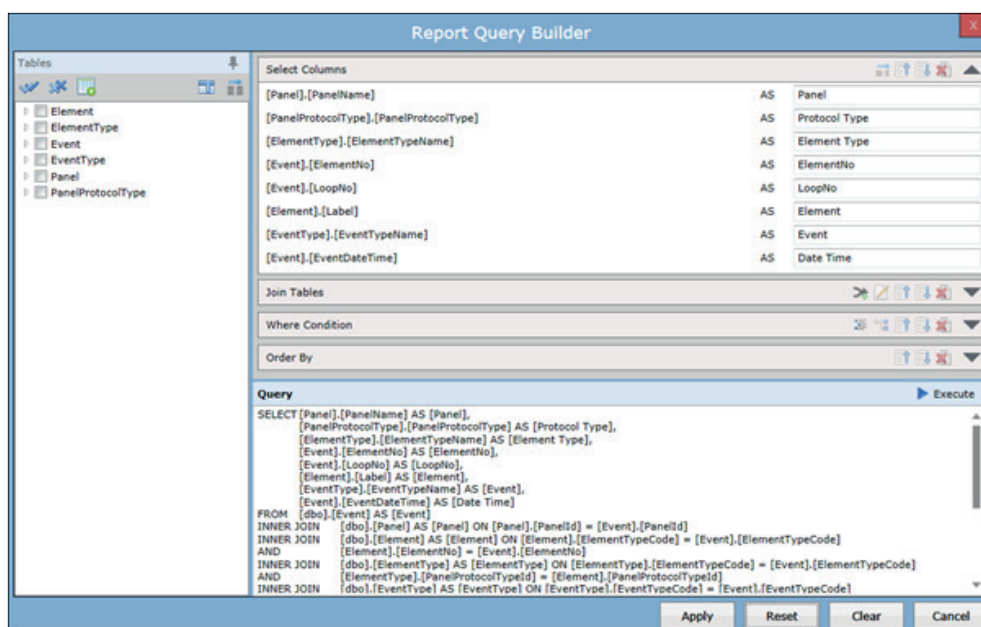 Report Query Builder
X
Tables
Element
ElementType
Event
EventType
Panel
PanelProtocolType
Select Columns
[Panel].[PanelName] AS Panel
[PanelProtocolType].[PanelProtocolType] AS Protocol Type
[ElementType].[ElementTypeName] AS Element Type
[Event].[ElementNo] AS ElementNo
[Event].[LoopNo] AS LoopNo
[Element].[Label] AS Element
[EventType].[EventTypeName] AS Event
[Event].[EventDateTime] AS Date Time
Join Tables
Where Condition
Order By
Query Execute
SELECT [Panel].[PanelName] AS [Panel],
[PanelProtocolType].[PanelProtocolType] AS [Protocol Type],
[ElementType].[ElementTypeName] AS [Element Type],
[Event].[ElementNo] AS [ElementNo],
[Event].[LoopNo] AS [LoopNo],
[Element].[Label] AS [Element],
[EventType].[EventTypeName] AS [Event],
[Event].[EventDateTime] AS [Date Time]
FROM [dbo].[Event] AS [Event]
INNER JOIN [dbo].[Panel] AS [Panel] ON [Panel].[PanelId] = [Event].[PanelId]
INNER JOIN [dbo].[Element] AS [Element] ON [Element].[ElementTypeCode] = [Event].[ElementTypeCode]
AND [Element].[ElementNo] = [Event].[ElementNo]
INNER JOIN [dbo].[ElementType] AS [ElementType] ON [ElementType].[ElementTypeCode] = [Event].[ElementTypeCode]
AND [ElementType].[PanelProtocolTypeId] = [Element].[PanelProtocolTypeId]
INNER JOIN [dbo].[EventType] AS [EventType] ON [EventType].[EventTypeCode] = [Event].[EventTypeCode]
Apply Reset Clear Cancel